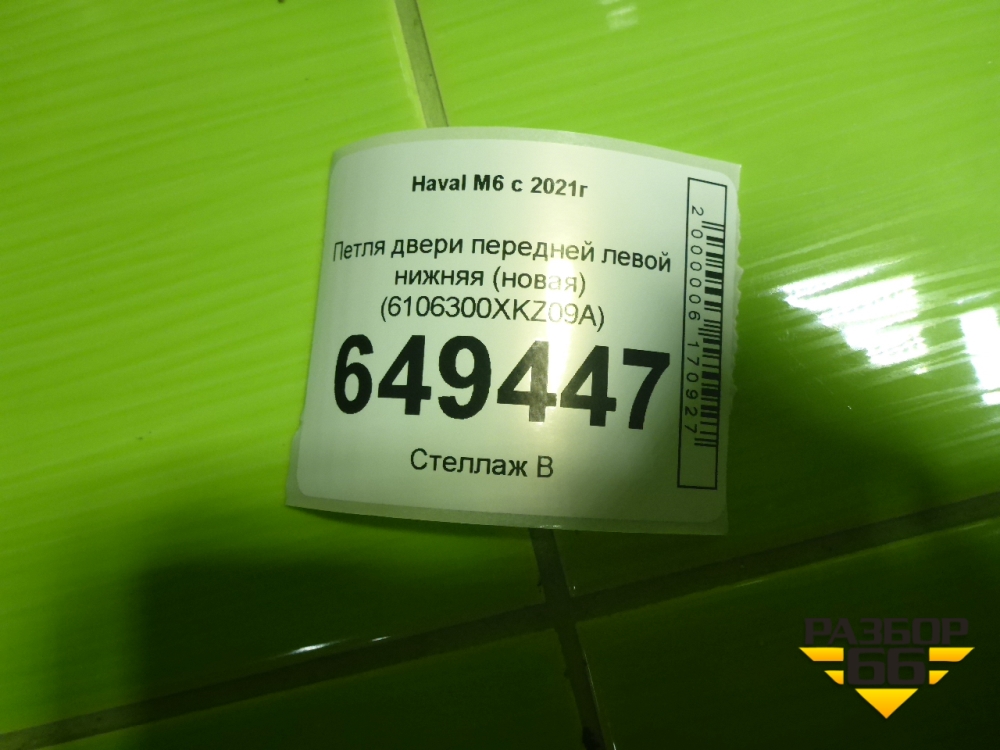 Haval M6 с 2021г
Петля двери передней левой
нижняя (новая)
(6106300XKZ09A)
649447
Стеллаж B
2000006170927
РАЗБОР
66